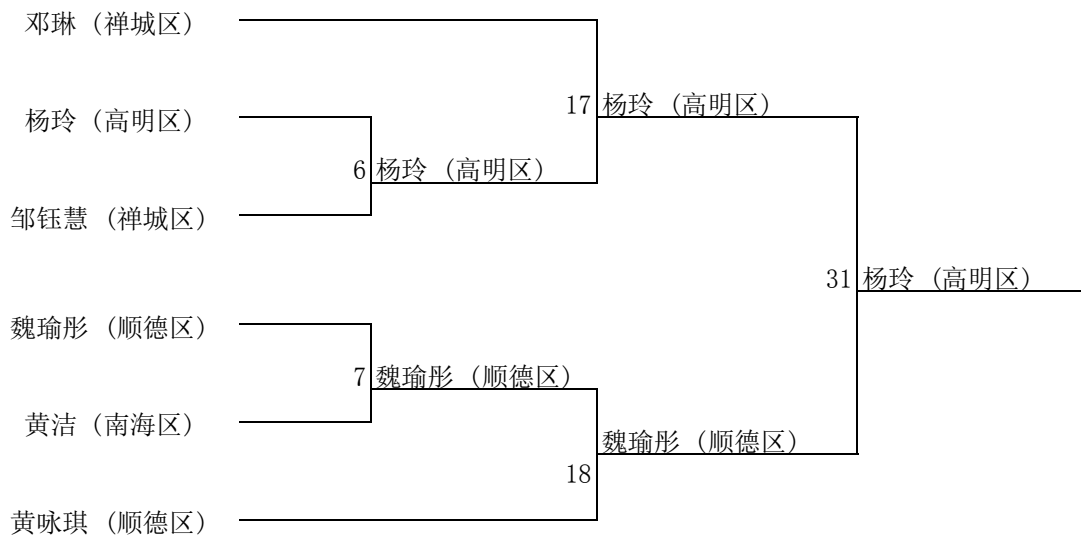 邓琳 (禅城区)
17 杨玲 (高明区)
杨玲 (高明区)
6 杨玲 (高明区)
邹钰慧 (禅城区)
31 杨玲 (高明区)
魏瑜彤 (顺德区)
7 魏瑜彤 (顺德区)
黄洁 (南海区)
魏瑜彤 (顺德区)
18
黄咏琪 (顺德区)